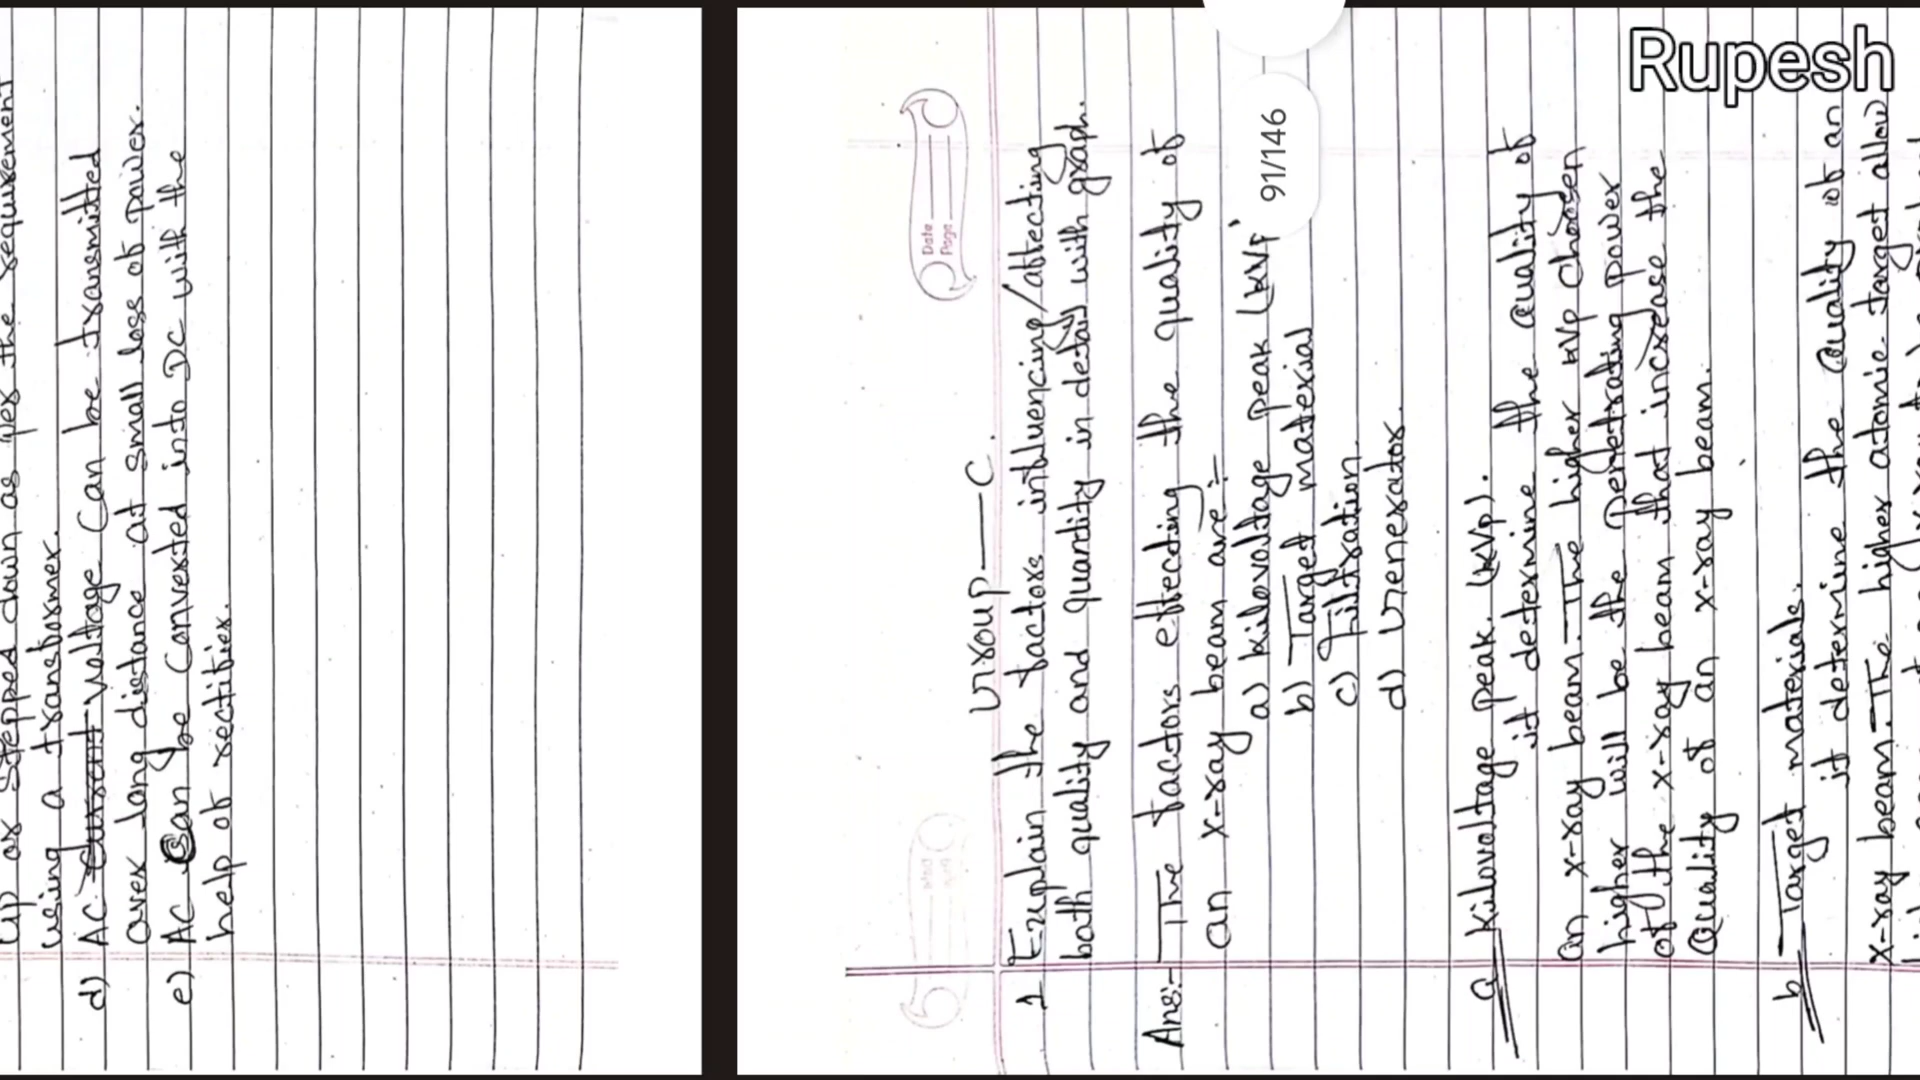 up or stepped down as per the requirement
using a transformer.
d) AC current voltage can be transmitted
over long distance at small loss of power.
e) AC can be Converted into DC with the
help of rectifier.
Rupesh
91/146
Date
Page
Group — C.
1 Explain the factors influencing/affecting
both quality and quantity in detail with graph.
Ans:- The factors effecting the quality of
an x-ray beam are:-
a) Kilovoltage peak (kVp
b) Target material
c) Filtration.
d) Generator.
a Kilovoltage peak. (kVp).
it determine the Quality of
an x-ray beam. The higher kVp chosen
higher will be the penetrating power
of the x-ray beam that increase the
Quality of an x-ray beam.
b Target materials.
it determine the Quality of an
x-ray beam. The higher atomic target allow